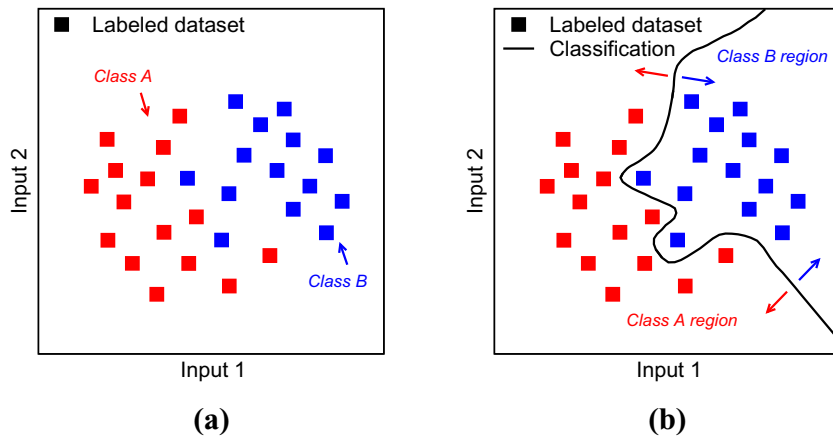 Labeled dataset
Class A
Class B
Input 2
Input 1
(a)
Labeled dataset
Classification
Class B region
Class A region
Input 2
Input 1
(b)